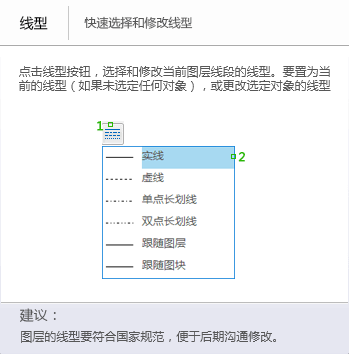 线型
快速选择和修改线型
点击线型按钮，选择和修改当前图层线段的线型。要置为当
前的线型（如果未选定任何对象），或更改选定对象的线型
1
实线
2
虚线
单点长划线
双点长划线
跟随图层
跟随图块
建议：
图层的线型要符合国家规范，便于后期沟通修改。